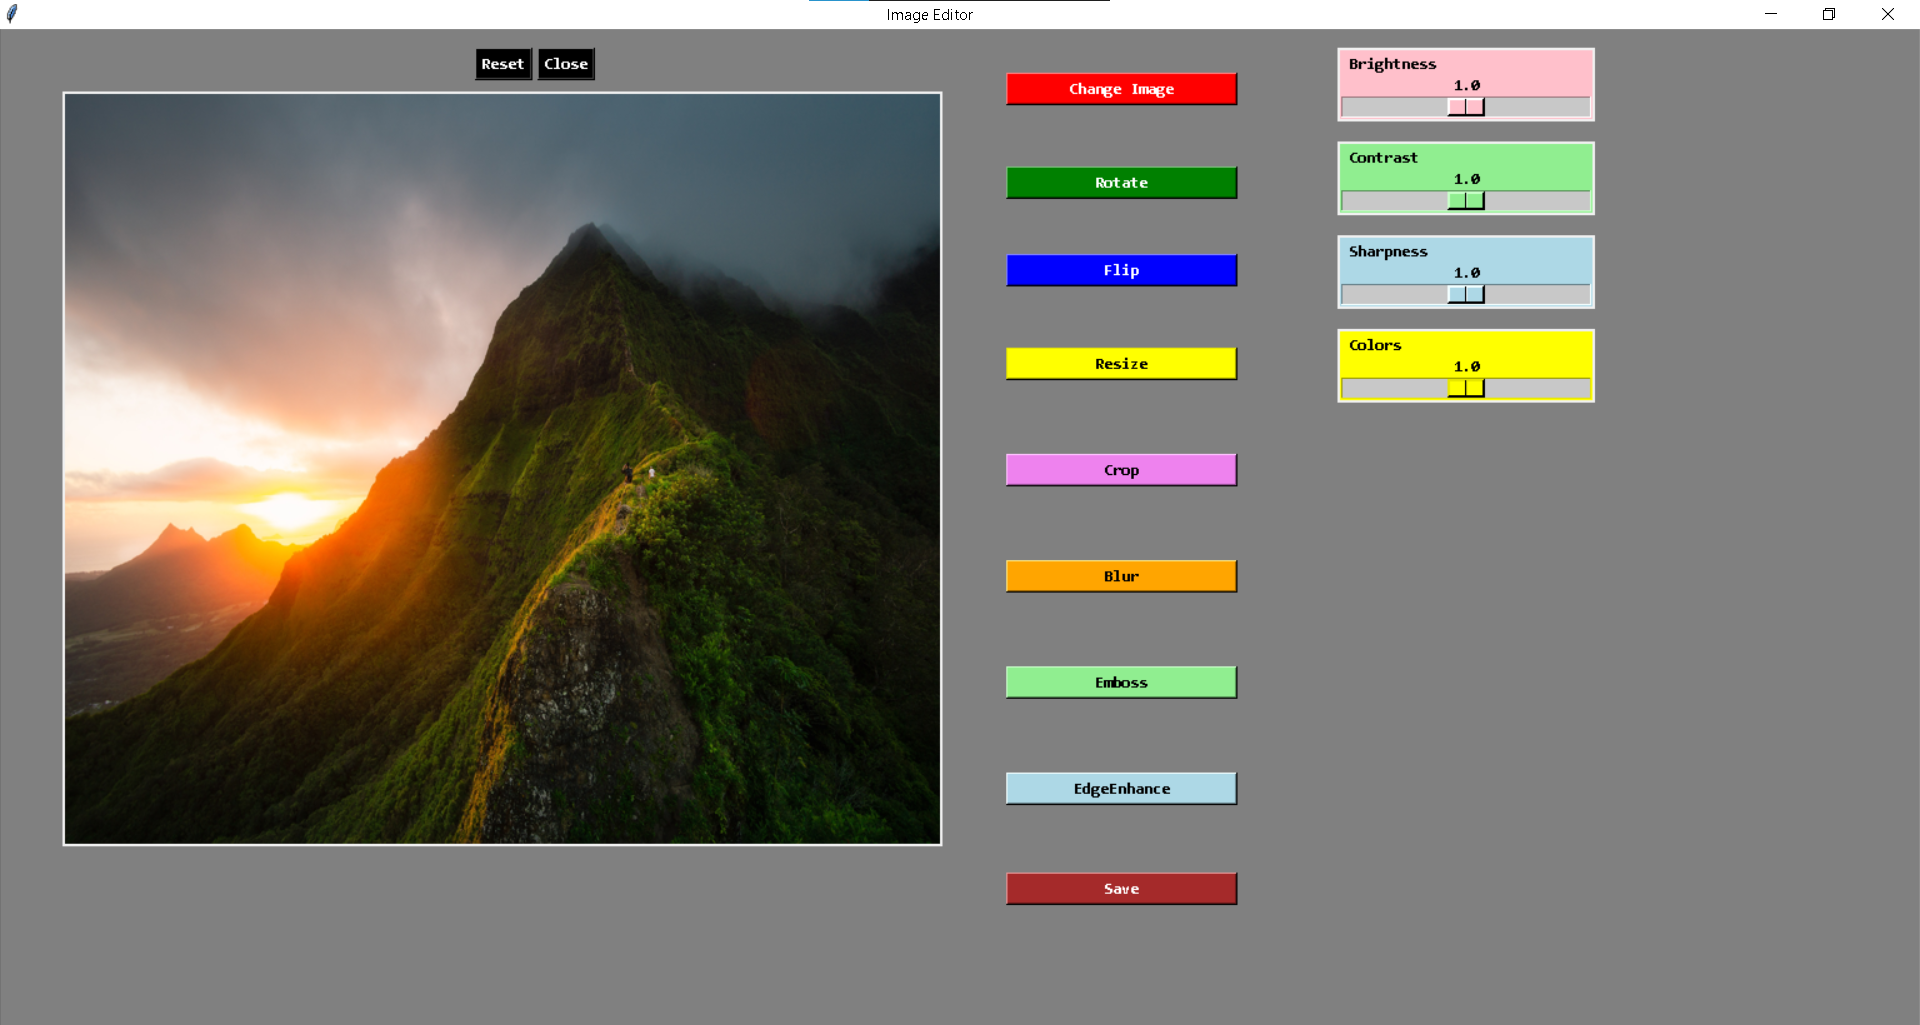 Image Editor
Reset Close
Change Image
Rotate
Flip
Resize
Crop
Blur
Emboss
EdgeEnhance
Save
Brightness
1.0
Contrast
1.0
Sharpness
1.0
Colors
1.0